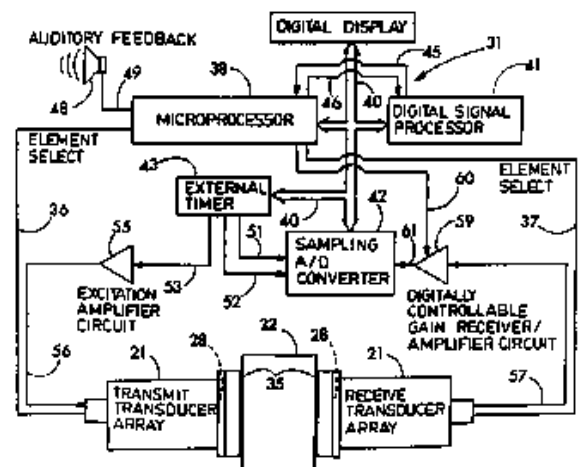 DIGITAL DISPLAY
AUDITORY FEEDBACK
45
31
38
41
49
48
46
40
MICROPROCESSOR
DIGITAL SIGNAL
PROCESSOR
ELEMENT
SELECT
ELEMENT
SELECT
43
EXTERNAL
TIMER
40
42
60
36
55
51
59
37
SAMPLING
A/D
CONVERTER
61
53
52
EXCITATION
AMPLIFIER
CIRCUIT
DIGITALLY
CONTROLLABLE
GAIN RECEIVER/
AMPLIFIER CIRCUIT
56
21
28
22
28
21
57
35
TRANSMIT
TRANSDUCER
ARRAY
RECEIVE
TRANSDUCER
ARRAY